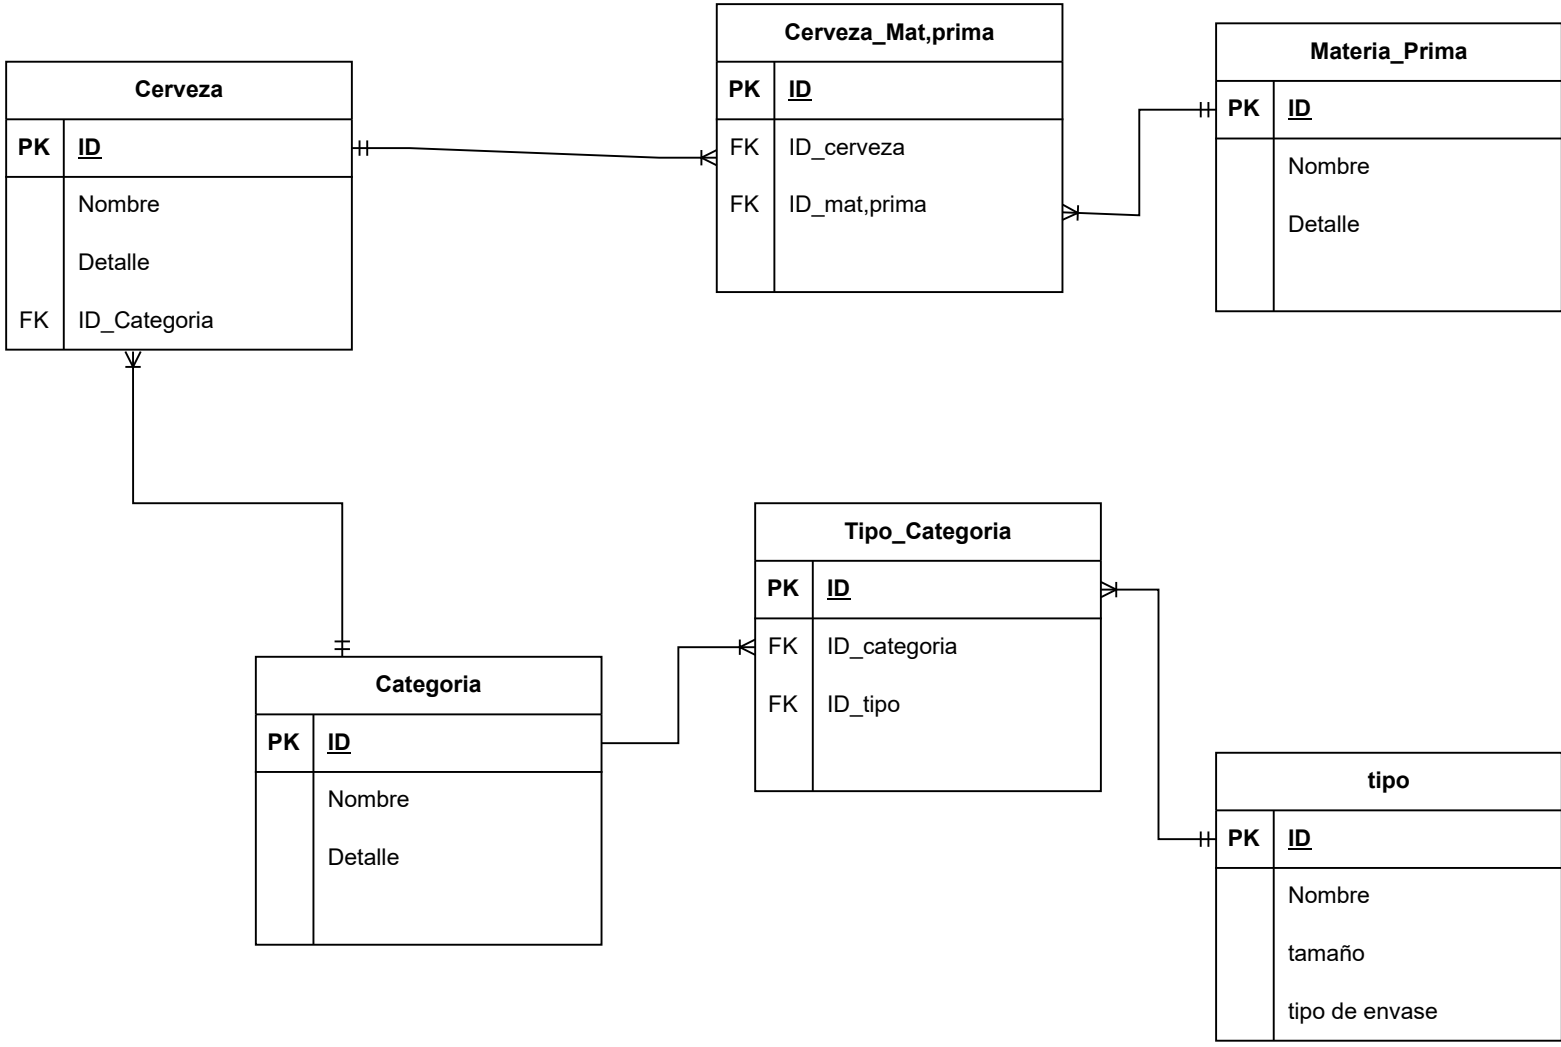 Cerveza
PK ID
Nombre
Detalle
FK ID_Categoria
Cerveza_Mat,prima
PK ID
FK ID_cerveza
FK ID_mat,prima
Materia_Prima
PK ID
Nombre
Detalle
Categoria
PK ID
Nombre
Detalle
Tipo_Categoria
PK ID
FK ID_categoria
FK ID_tipo
tipo
PK ID
Nombre
tamaño
tipo de envase